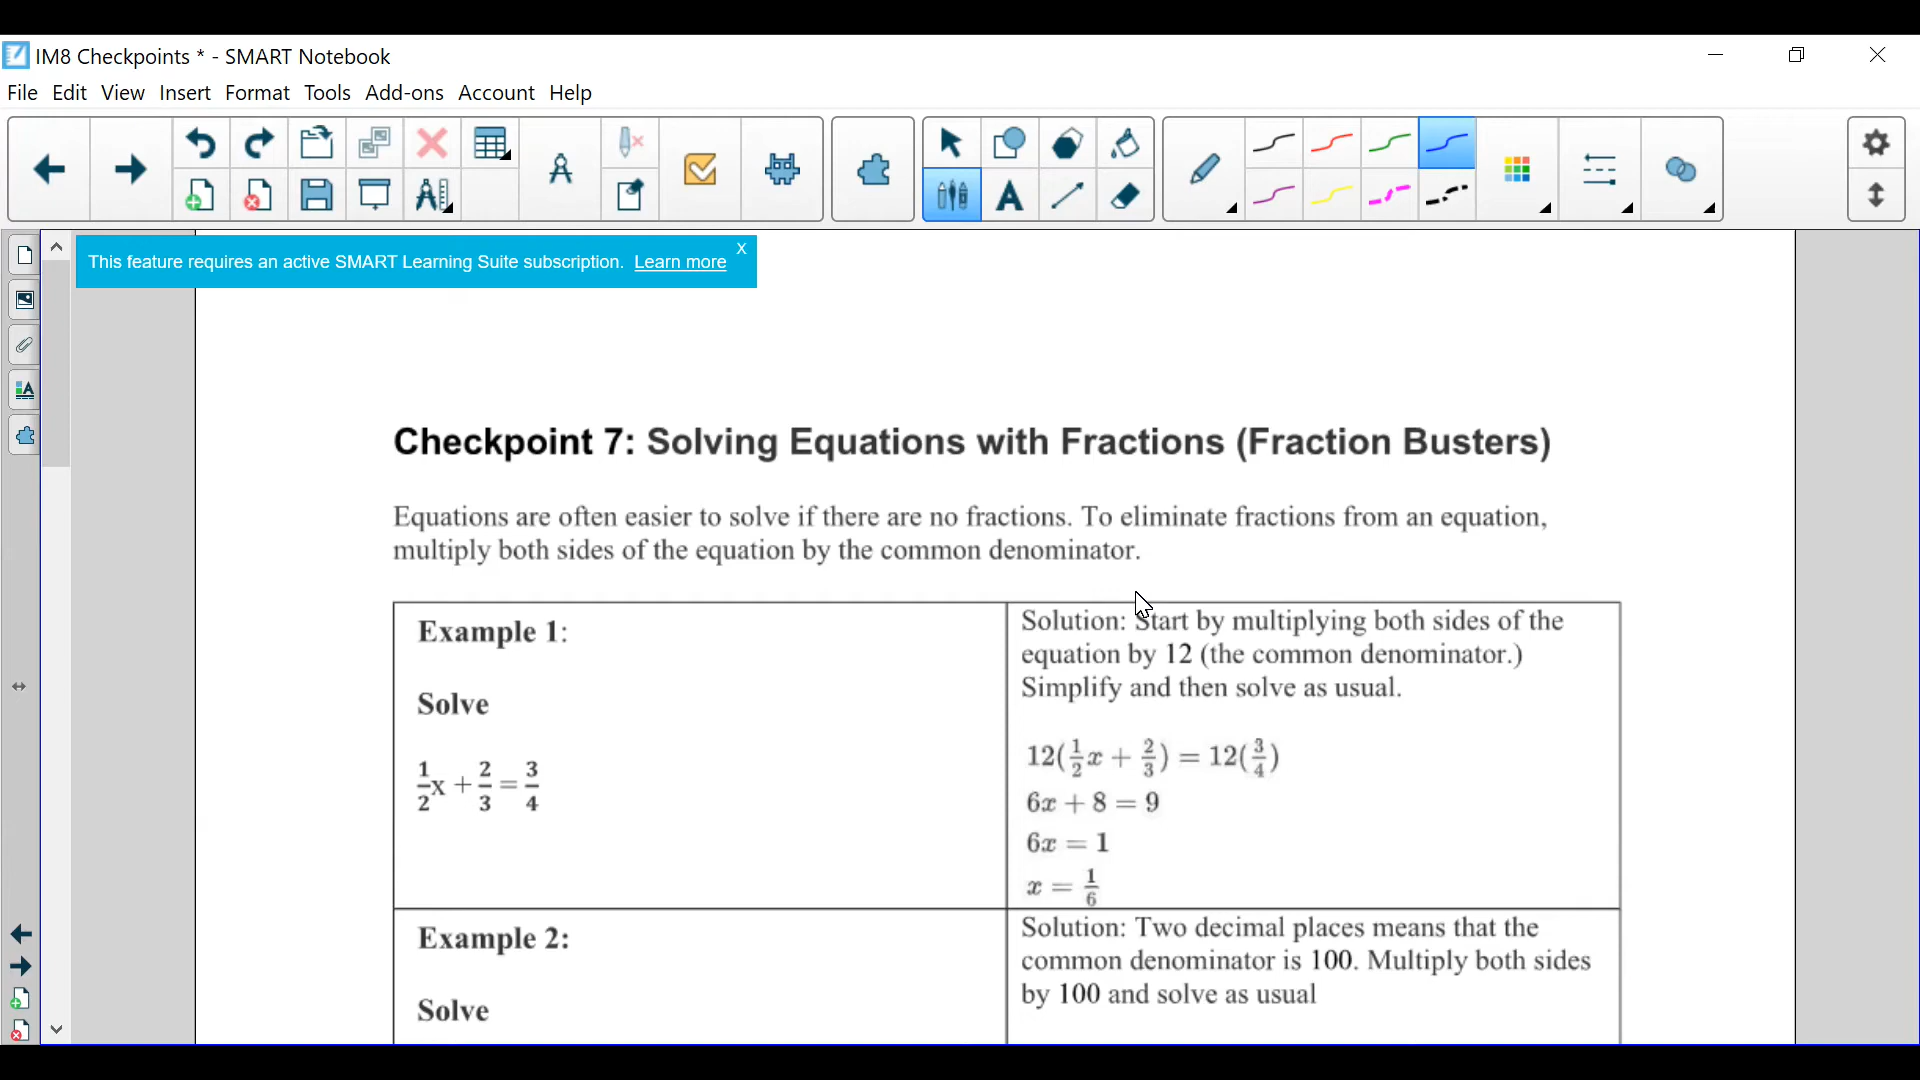 IM8 Checkpoints * - SMART Notebook
File Edit View Insert Format Tools Add-ons Account Help
This feature requires an active SMART Learning Suite subscription. Learn more X
Checkpoint 7: Solving Equations with Fractions (Fraction Busters)
Equations are often easier to solve if there are no fractions. To eliminate fractions from an equation,
multiply both sides of the equation by the common denominator.
Example 1:
Solve
1/2 x + 2/3 = 3/4
Solution: Start by multiplying both sides of the
equation by 12 (the common denominator.)
Simplify and then solve as usual.
12(1/2 x + 2/3) = 12(3/4)
6x + 8 = 9
6x = 1
x = 1/6
Example 2:
Solve
Solution: Two decimal places means that the
common denominator is 100. Multiply both sides
by 100 and solve as usual